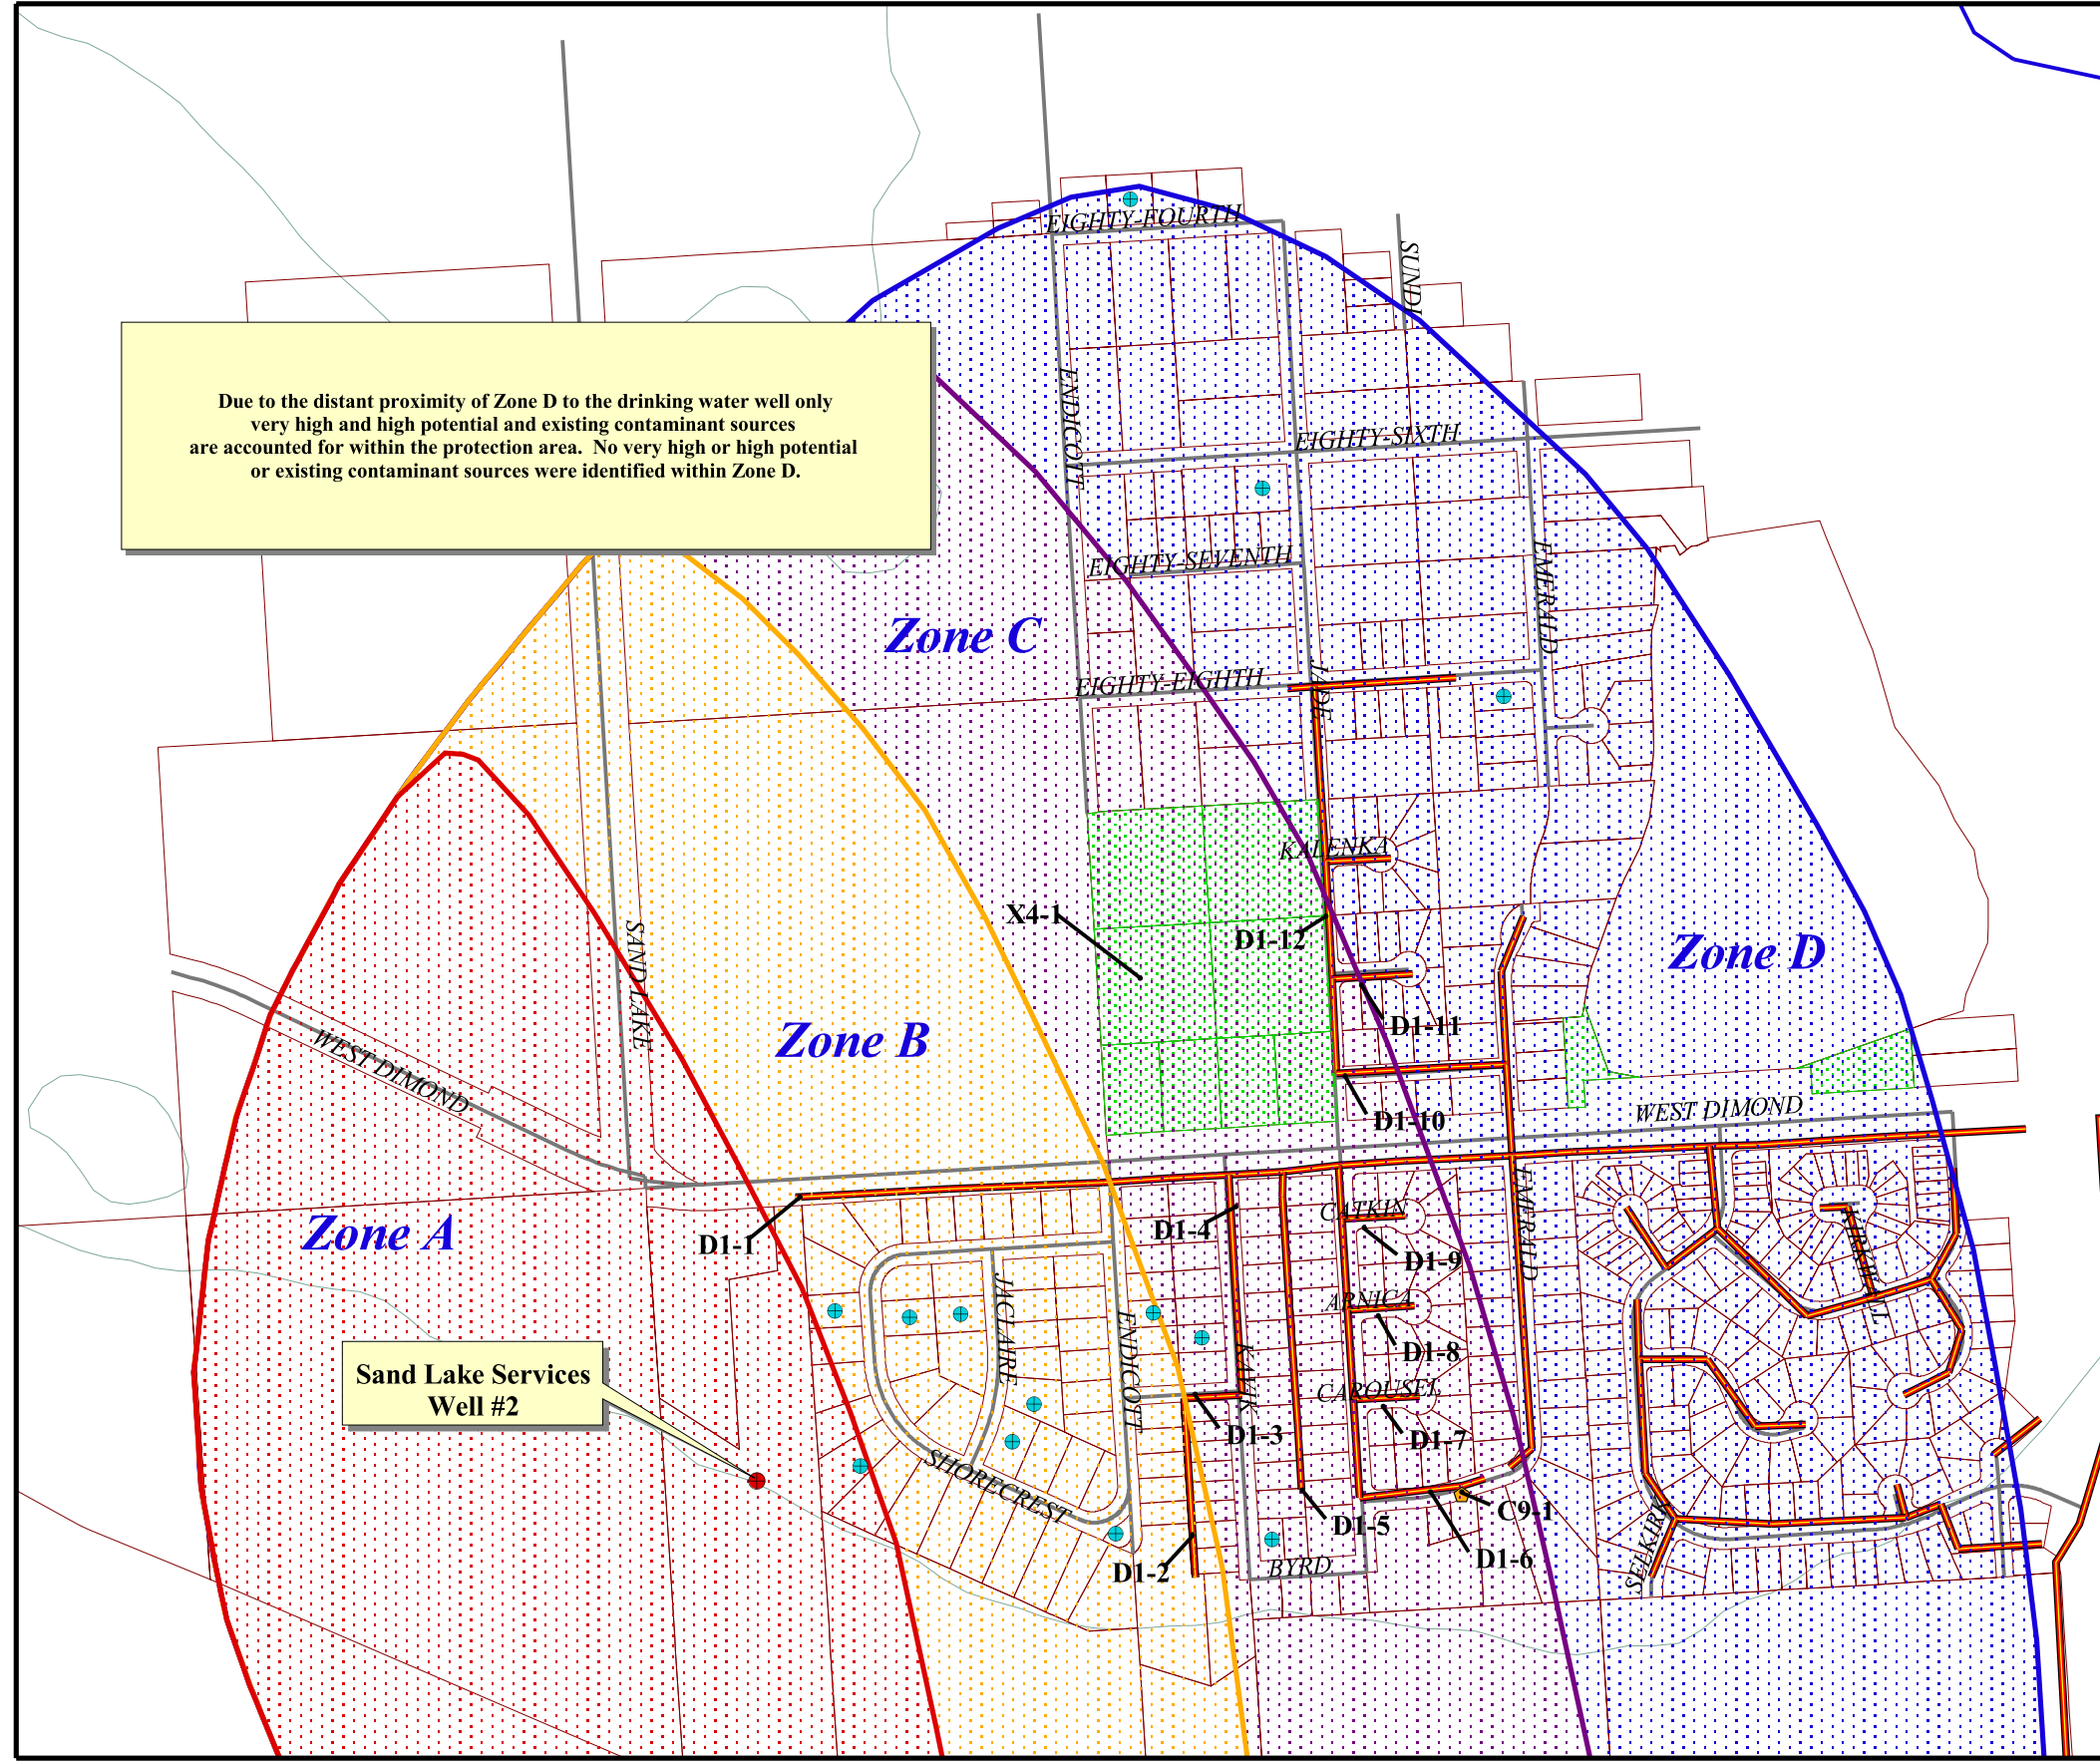 EIGHTY-FOURTH
SUNDI
Due to the distant proximity of Zone D to the drinking water well only
very high and high potential and existing contaminant sources
are accounted for within the protection area. No very high or high potential
or existing contaminant sources were identified within Zone D.
ENDICOTT
EIGHTY-SIXTH
EIGHTY-SEVENTH
EMERALD
Zone C
EIGHTY-EIGHTH
JADE
KALENKA
X4-1
D1-12
Zone D
SAND LAKE
WEST DIMOND
Zone B
D1-11
D1-10
WEST DIMOND
Zone A
D1-1
D1-4
CATKIN
D1-9
EMERALD
KIRKWALL
JACLAIRE
ENDICOTT
ARNICA
D1-8
KAVIK
CAROUSEL
Sand Lake Services
Well #2
D1-3
D1-7
SHORECREST
C9-1
D1-5
D1-2
BYRD
D1-6
SELKIRK